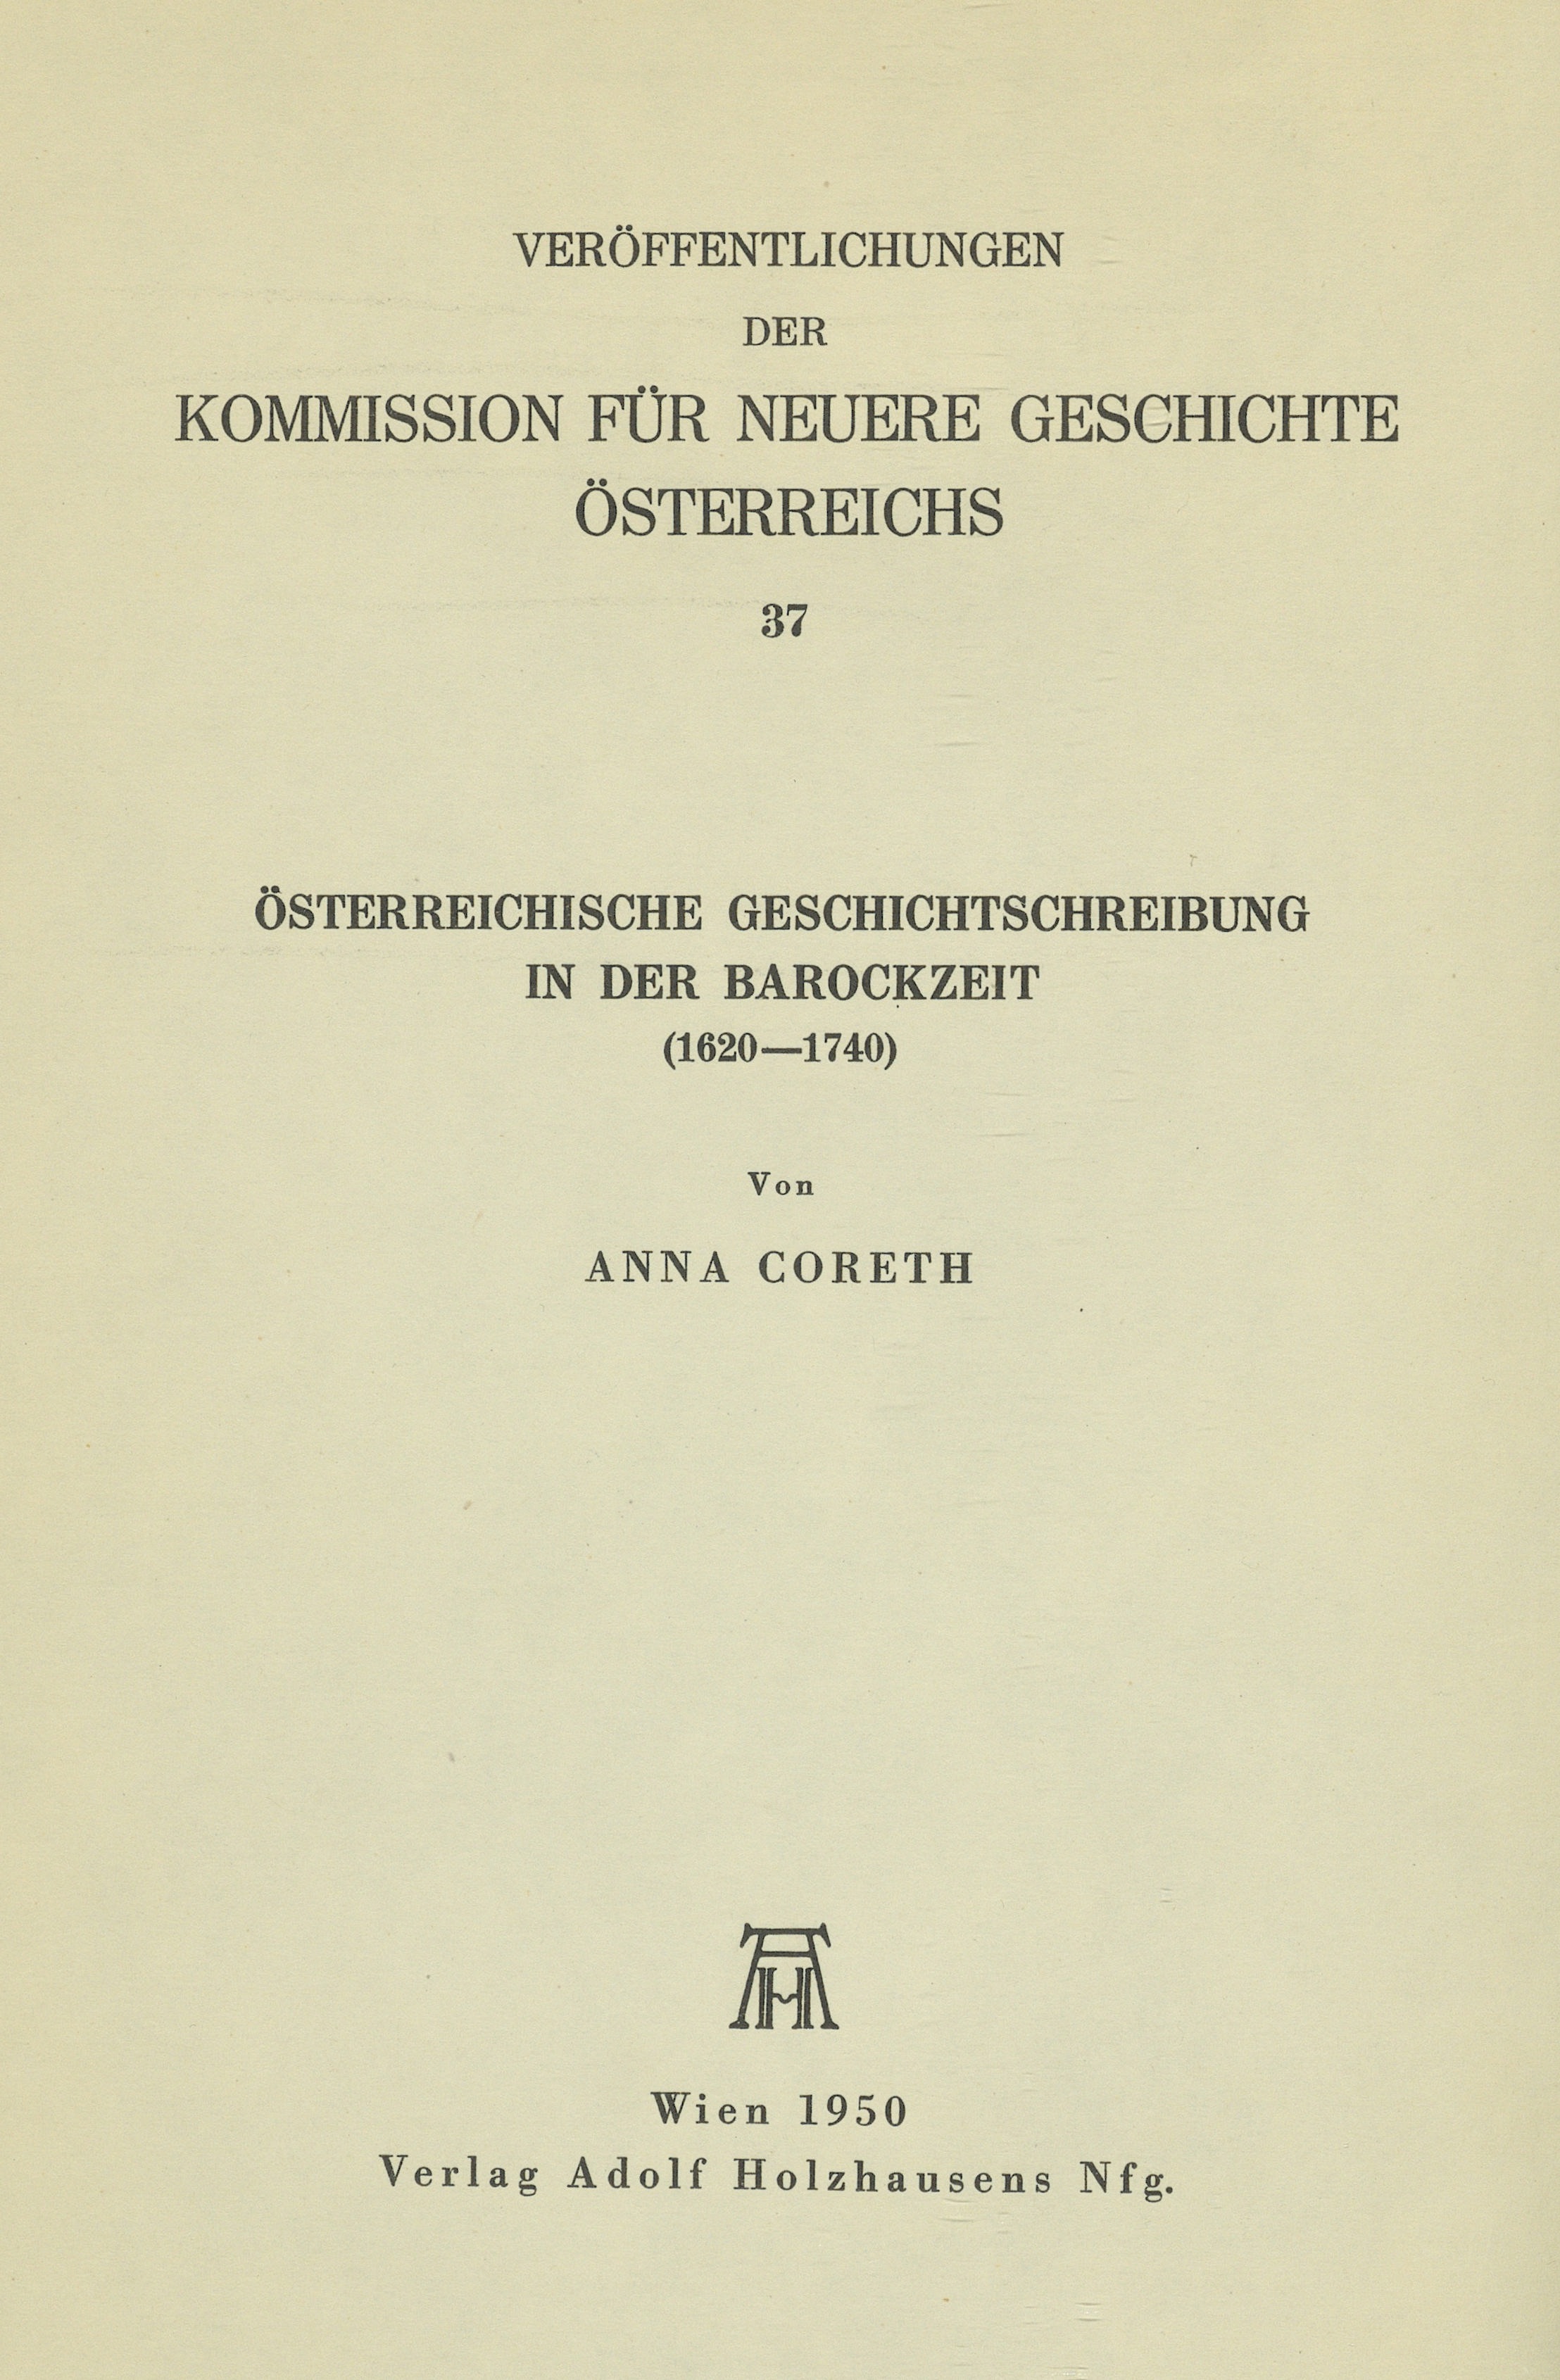 VERÖFFENTLICHUNGEN
DER
KOMMISSION FÜR NEUERE GESCHICHTE
ÖSTERREICHS
37
ÖSTERREICHISCHE GESCHICHTSCHREIBUNG
IN DER BAROCKZEIT
(1620—1740)
Von
ANNA CORETH
AH
Wien 1950
Verlag Adolf Holzhausens Nfg.